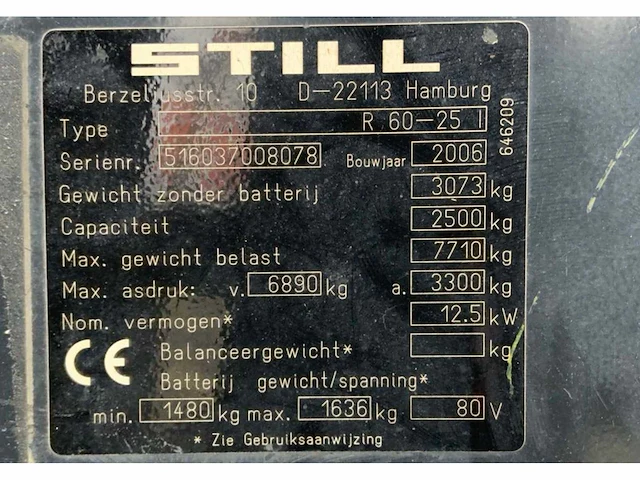 STILL
Berzeliusstr. 10 D-22113 Hamburg
Type R 60-25 I
Serienr. 516037008078 Bouwjaar 2006
Gewicht zonder batterij 3073 kg
Capaciteit 2500 kg
Max. gewicht belast 7710 kg
Max. asdruk: v. 6890 kg a. 3300 kg
Nom. vermogen* 12.5 kW
CE Balanceergewicht* kg
Batterij gewicht/spanning*
min. 1480 kg max. 1636 kg 80 V
* Zie Gebruiksaanwijzing
646209